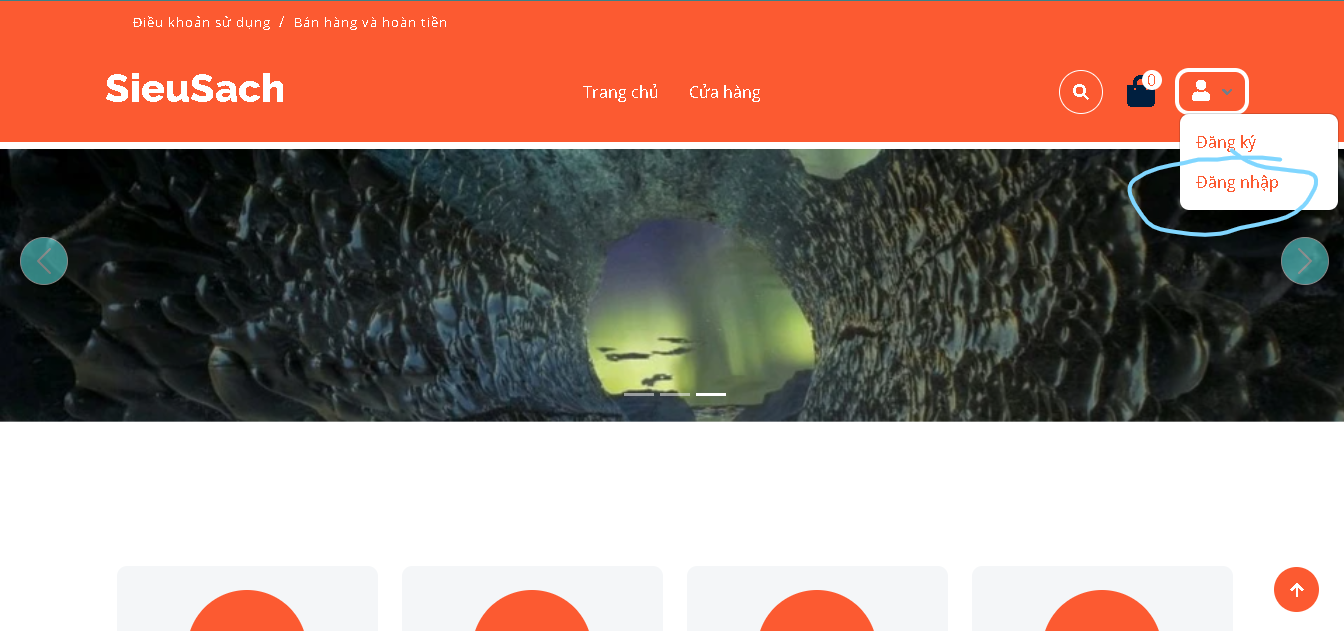 Điều khoản sử dụng / Bán hàng và hoàn tiền
SieuSach
Trang chủ Cửa hàng
0
Đăng ký
Đăng nhập